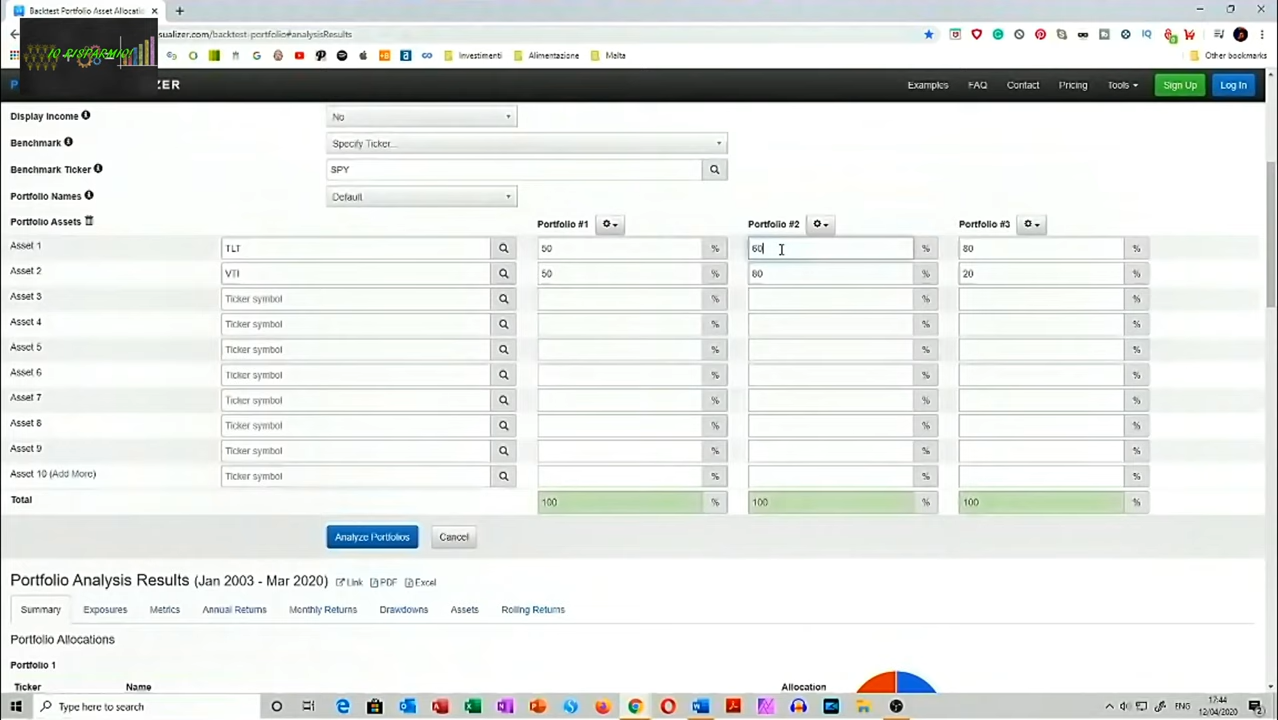 Backtest Portfolio Asset Allocati
IO RISPARMIO!
sualizer.com/backtest-portfolio#analysisResults
Investimenti
Alimentazione
Malta
Other bookmarks
ZER
Examples
FAQ
Contact
Pricing
Tools
Sign Up
Log In
Display Income
No
Benchmark
Specify Ticker...
Benchmark Ticker
SPY
Portfolio Names
Default
Portfolio Assets
Portfolio #1
Portfolio #2
Portfolio #3
Asset 1 TLT 50 % 60 % 80 %
Asset 2 VTI 50 % 80 % 20 %
Asset 3 Ticker symbol % % %
Asset 4 Ticker symbol % % %
Asset 5 Ticker symbol % % %
Asset 6 Ticker symbol % % %
Asset 7 Ticker symbol % % %
Asset 8 Ticker symbol % % %
Asset 9 Ticker symbol % % %
Asset 10 (Add More) Ticker symbol % % %
Total 100 % 100 % 100 %
Analyze Portfolios
Cancel
Portfolio Analysis Results (Jan 2003 - Mar 2020) Link PDF Excel
Summary Exposures Metrics Annual Returns Monthly Returns Drawdowns Assets Rolling Returns
Portfolio Allocations
Portfolio 1
Ticker Name Allocation
Type here to search
ENG
17:44
12/04/2020